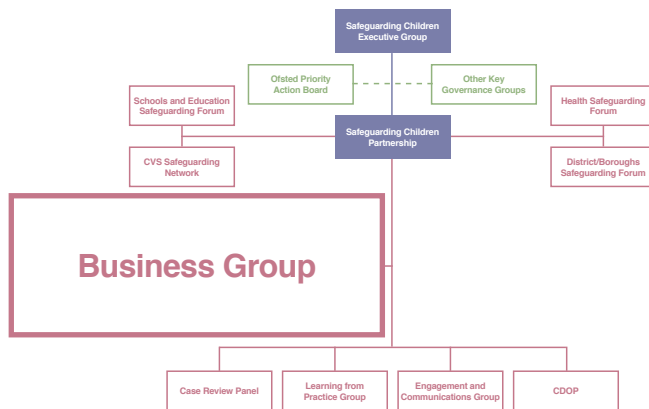 Safeguarding Children
Executive Group
Ofsted Priority
Action Board
Other Key
Governance Groups
Schools and Education
Safeguarding Forum
Health Safeguarding
Forum
Safeguarding Children
Partnership
CVS Safeguarding
Network
District/Boroughs
Safeguarding Forum
Business Group
Case Review Panel
Learning from
Practice Group
Engagement and
Communications Group
CDOP